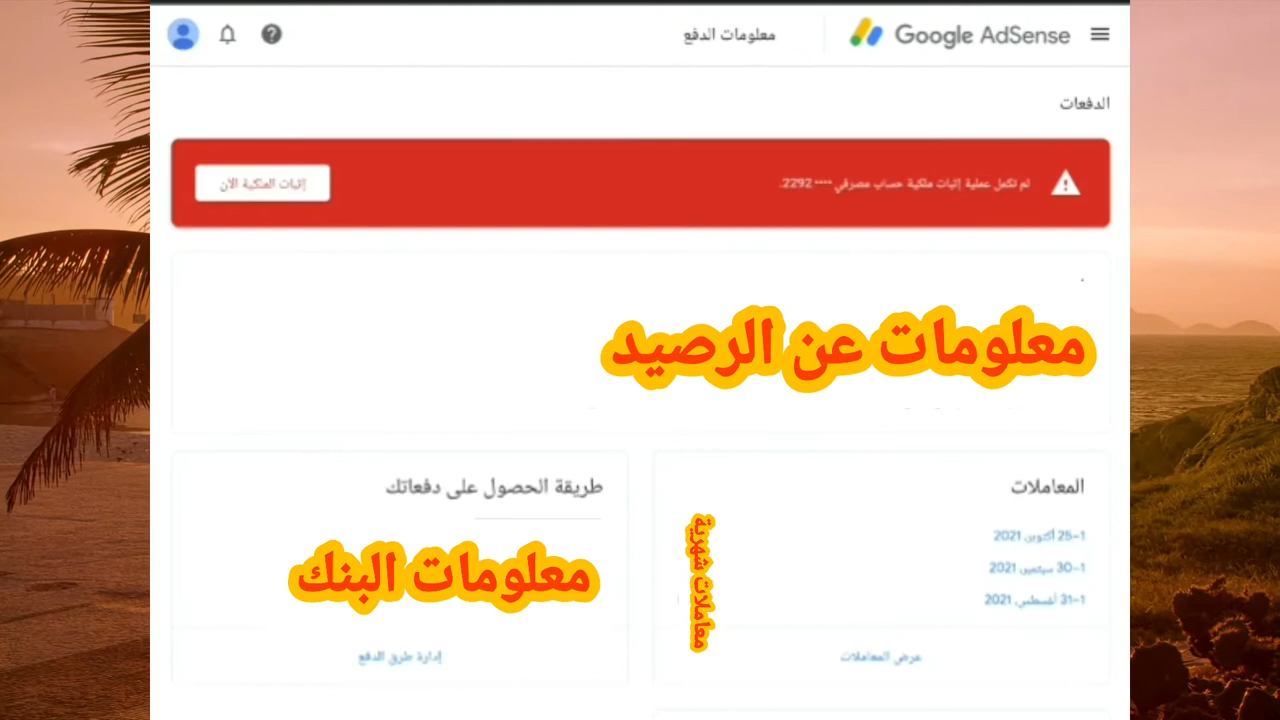 Google AdSense
معلومات الدفع
الدفعات
لم تكمل عملية إثبات ملكية حساب مصرفي •••• 2292.
إثبات الملكية الآن
معلومات عن الرصيد
المعاملات
1–25 أكتوبر، 2021
1–30 سبتمبر، 2021
1–31 أغسطس، 2021
معاملات شهرية
عرض المعاملات
طريقة الحصول على دفعاتك
معلومات البنك
إدارة طرق الدفع